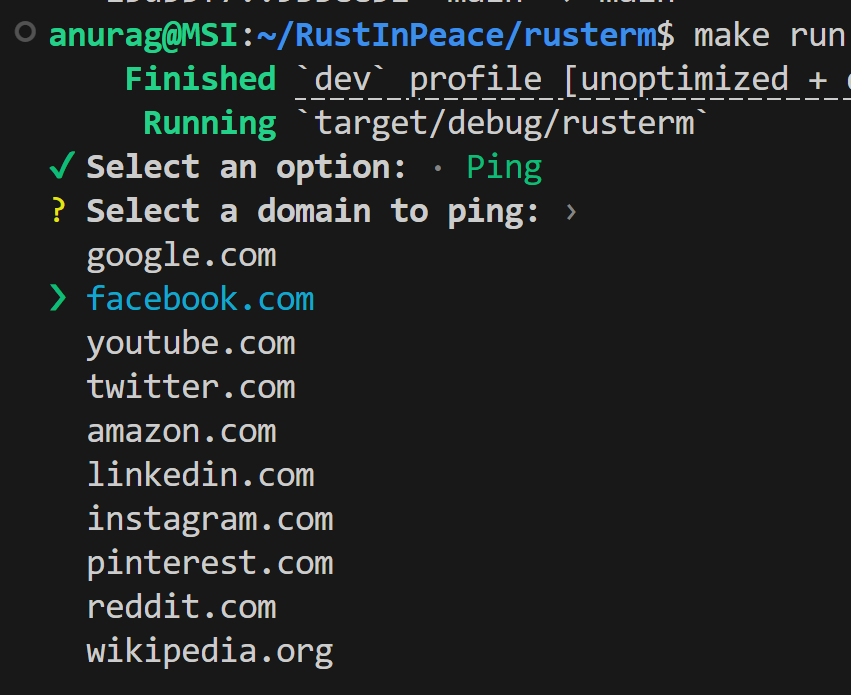 anurag@MSI:~/RustInPeace/rusterm$ make run
Finished `dev` profile [unoptimized +
Running `target/debug/rusterm`
✓ Select an option: · Ping
? Select a domain to ping: ›
google.com
❯ facebook.com
youtube.com
twitter.com
amazon.com
linkedin.com
instagram.com
pinterest.com
reddit.com
wikipedia.org